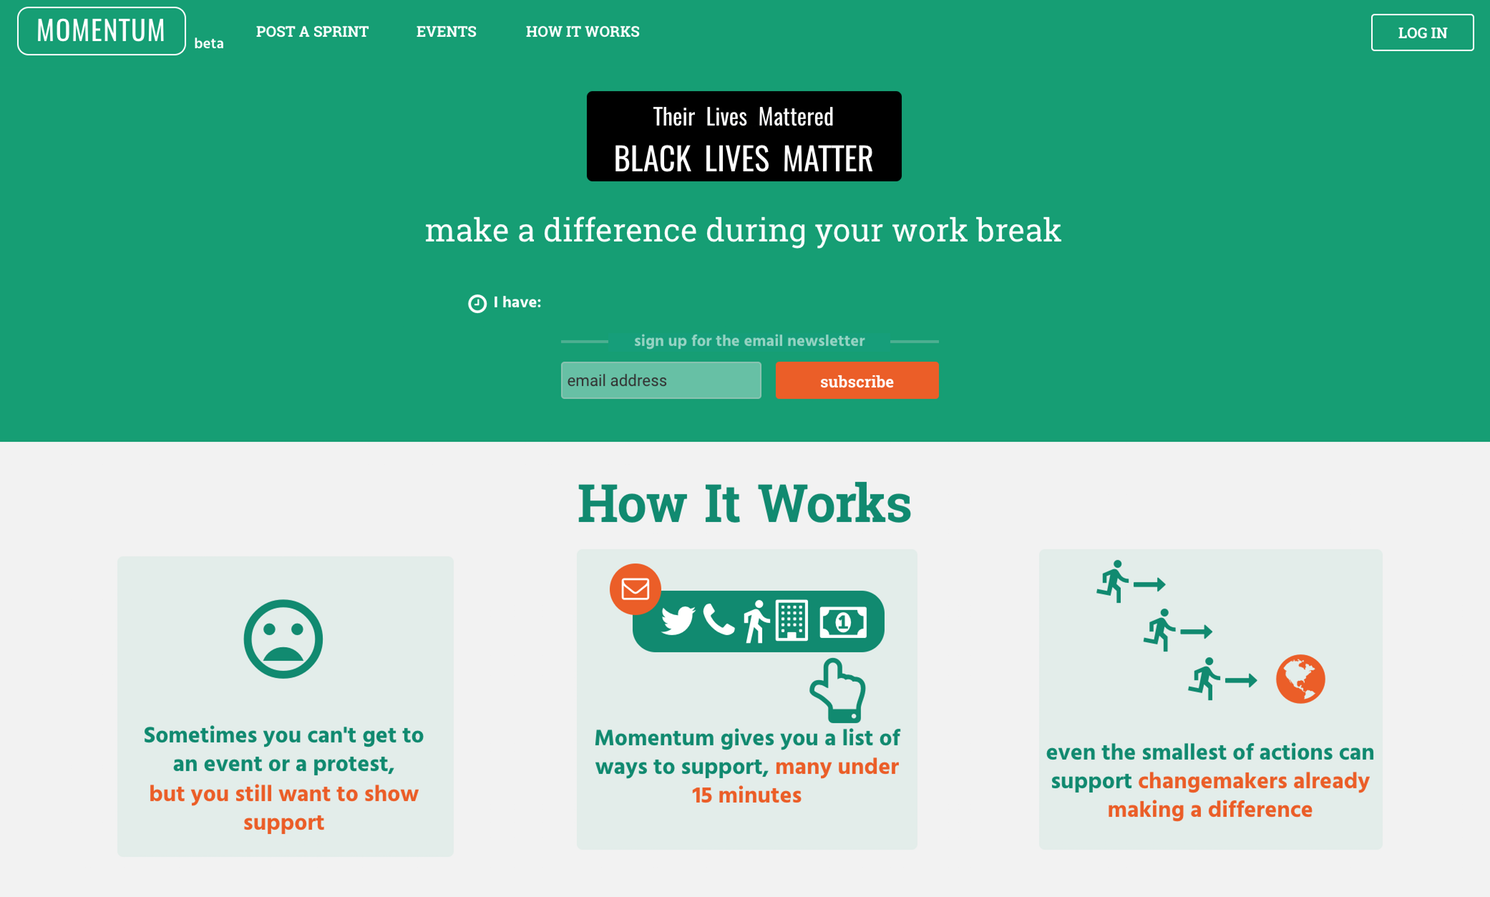 MOMENTUM
beta
POST A SPRINT
EVENTS
HOW IT WORKS
LOG IN
Their Lives Mattered
BLACK LIVES MATTER
make a difference during your work break
I have:
sign up for the email newsletter
email address
subscribe
How It Works
Sometimes you can't get to
an event or a protest,
but you still want to show
support
1
Momentum gives you a list of
ways to support, many under
15 minutes
even the smallest of actions can
support changemakers already
making a difference